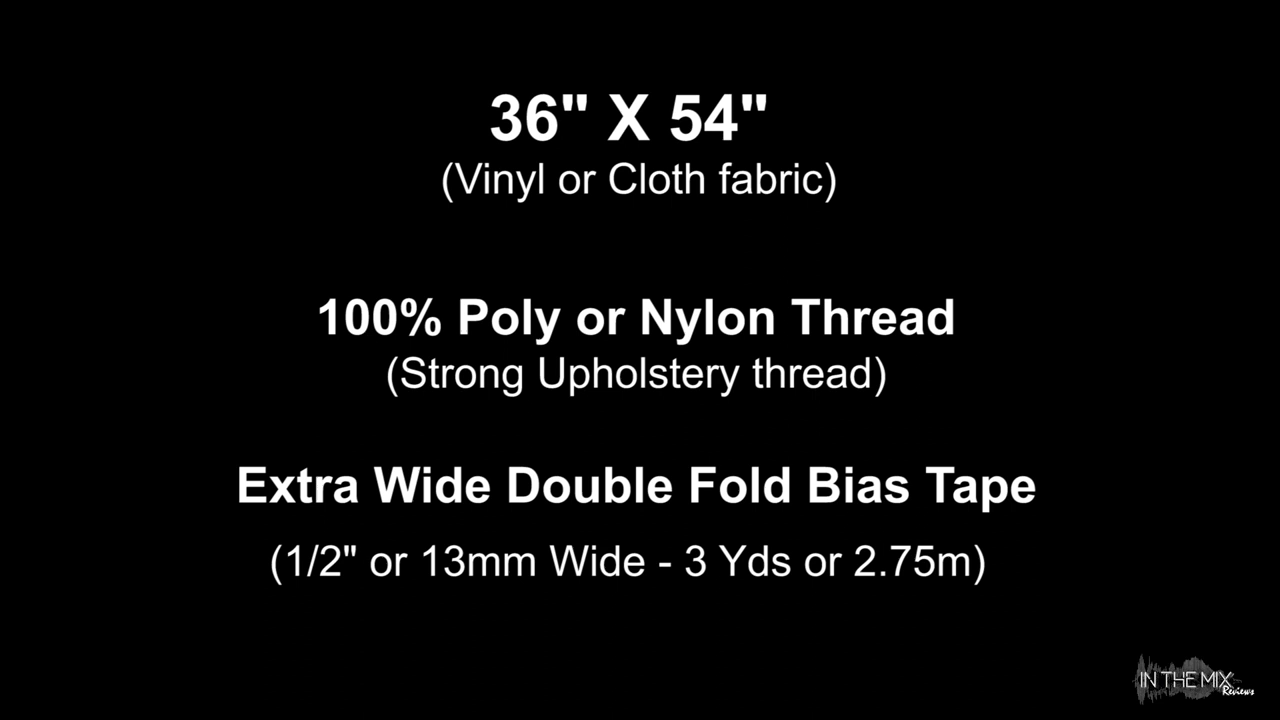 36" X 54"
(Vinyl or Cloth fabric)
100% Poly or Nylon Thread
(Strong Upholstery thread)
Extra Wide Double Fold Bias Tape
(1/2" or 13mm Wide - 3 Yds or 2.75m)
IN THE MIX
Reviews